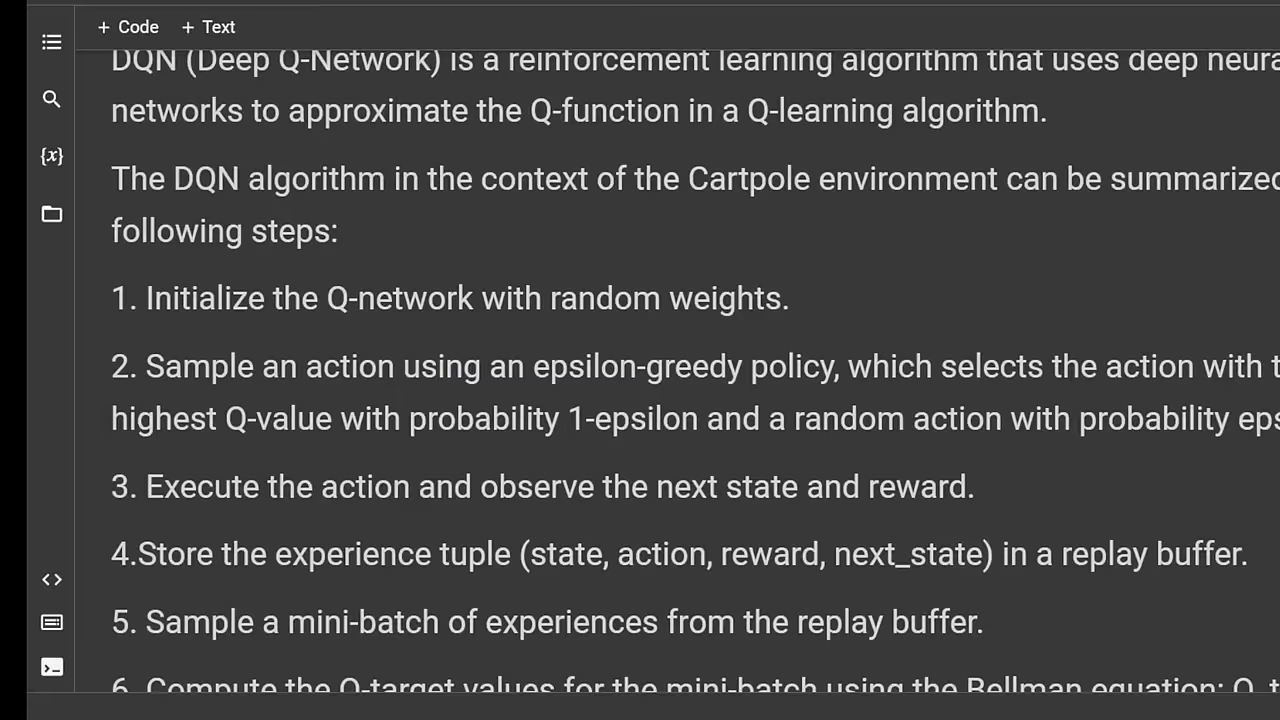 + Code + Text
DQN (Deep Q-Network) is a reinforcement learning algorithm that uses deep
networks to approximate the Q-function in a Q-learning algorithm.
The DQN algorithm in the context of the Cartpole environment can be summarized
following steps:
1. Initialize the Q-network with random weights.
2. Sample an action using an epsilon-greedy policy, which selects the action with
highest Q-value with probability 1-epsilon and a random action with probability
3. Execute the action and observe the next state and reward.
4.Store the experience tuple (state, action, reward, next_state) in a replay buffer.
5. Sample a mini-batch of experiences from the replay buffer.
6. Compute the Q-target values for the mini-batch using the Bellman equation:
{x}